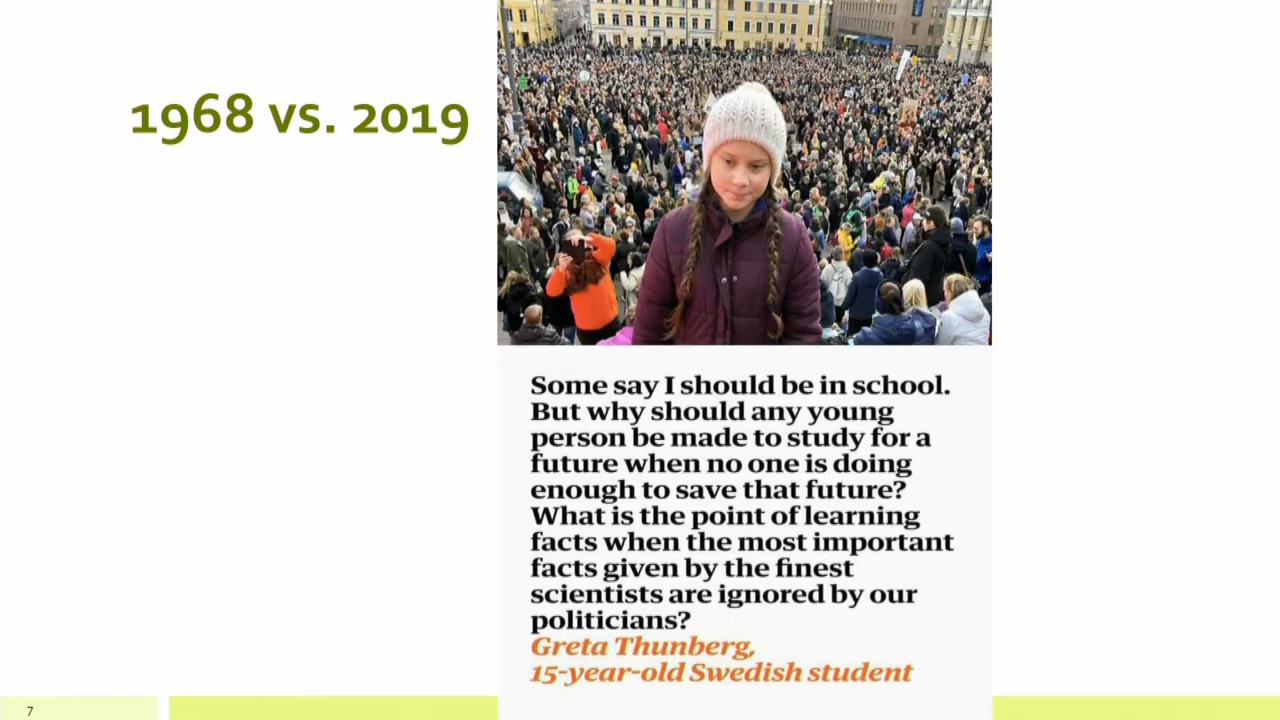 1968 vs. 2019
Some say I should be in school.
But why should any young
person be made to study for a
future when no one is doing
enough to save that future?
What is the point of learning
facts when the most important
facts given by the finest
scientists are ignored by our
politicians?
Greta Thunberg,
15-year-old Swedish student
7